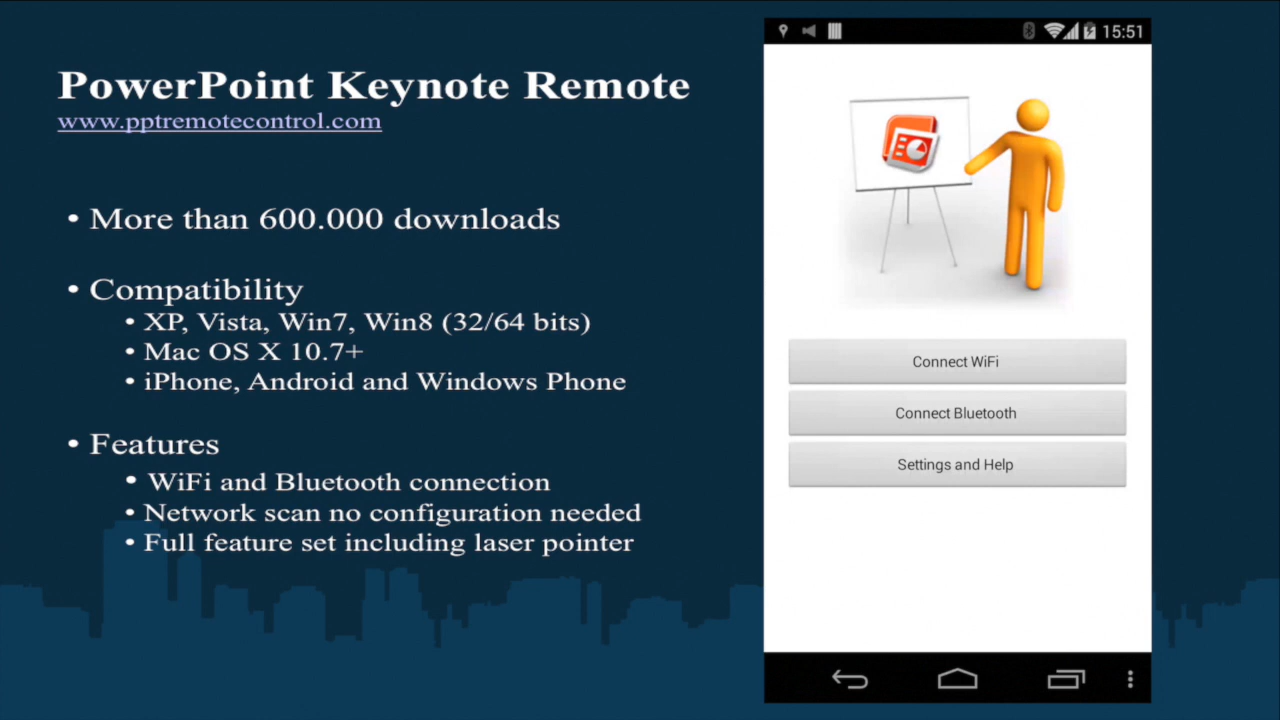 PowerPoint Keynote Remote
www.pptremotecontrol.com
• More than 600.000 downloads
• Compatibility
• XP, Vista, Win7, Win8 (32/64 bits)
• Mac OS X 10.7+
• iPhone, Android and Windows Phone
• Features
• WiFi and Bluetooth connection
• Network scan no configuration needed
• Full feature set including laser pointer
15:51
Connect WiFi
Connect Bluetooth
Settings and Help